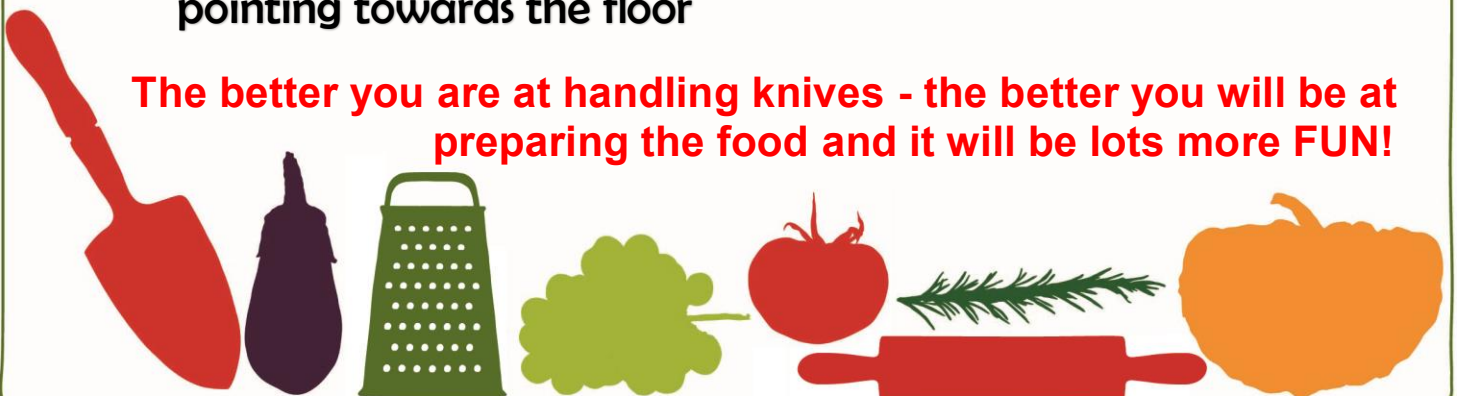 pointing towards the floor
The better you are at handling knives - the better you will be at
preparing the food and it will be lots more FUN!